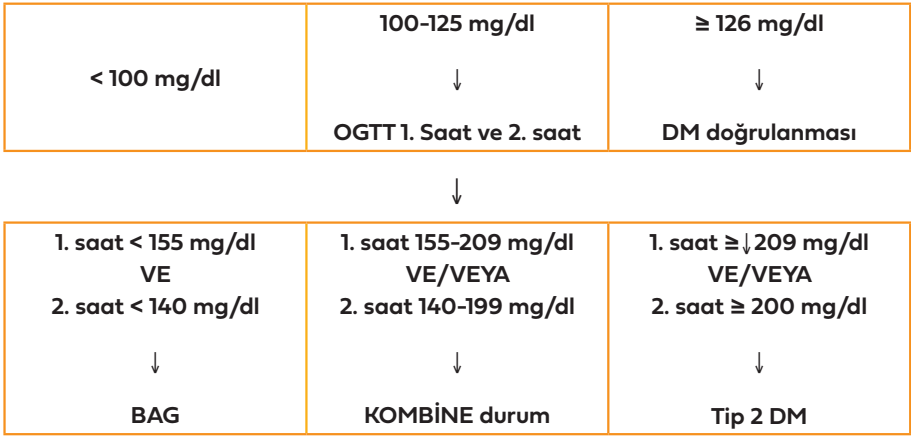 < 100 mg/dl
100-125 mg/dl
↓
OGTT 1. Saat ve 2. saat
≥ 126 mg/dl
↓
DM doğrulanması
↓
1. saat < 155 mg/dl
VE
2. saat < 140 mg/dl
↓
BAG
1. saat 155-209 mg/dl
VE/VEYA
2. saat 140-199 mg/dl
↓
KOMBİNE durum
1. saat ≥↓209 mg/dl
VE/VEYA
2. saat ≥ 200 mg/dl
↓
Tip 2 DM